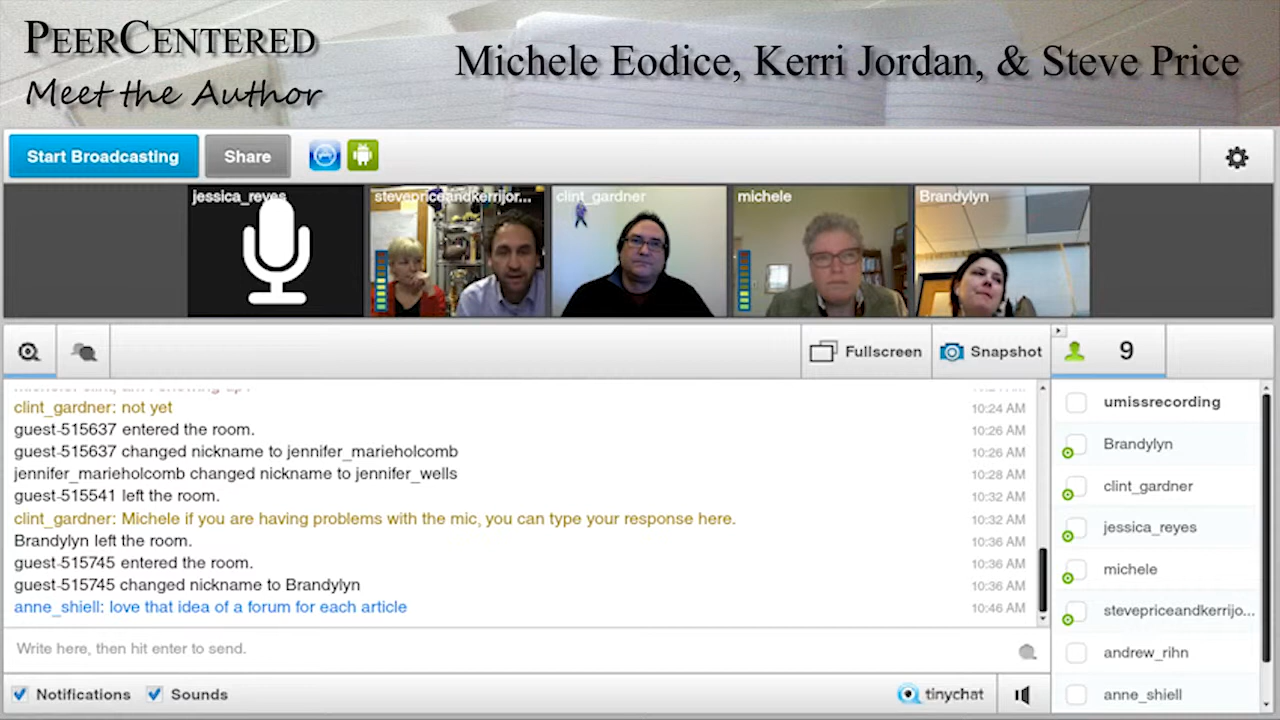 PEERCENTERED
Meet the Author
Michele Eodice, Kerri Jordan, & Steve Price
Start Broadcasting
Share
jessica_reyes
stevepriceandkerrijor...
clint_gardner
michele
Brandylyn
Fullscreen
Snapshot
9
clint_gardner: not yet 10:24 AM
guest-515637 entered the room. 10:26 AM
guest-515637 changed nickname to jennifer_marieholcomb 10:26 AM
jennifer_marieholcomb changed nickname to jennifer_wells 10:28 AM
guest-515541 left the room. 10:32 AM
clint_gardner: Michele if you are having problems with the mic, you can type your response here. 10:32 AM
Brandylyn left the room. 10:36 AM
guest-515745 entered the room. 10:36 AM
guest-515745 changed nickname to Brandylyn 10:36 AM
anne_shiell: love that idea of a forum for each article 10:46 AM
umissrecording
Brandylyn
clint_gardner
jessica_reyes
michele
stevepriceandkerrijo...
andrew_rihn
anne_shiell
Write here, then hit enter to send.
Notifications
Sounds
tinychat